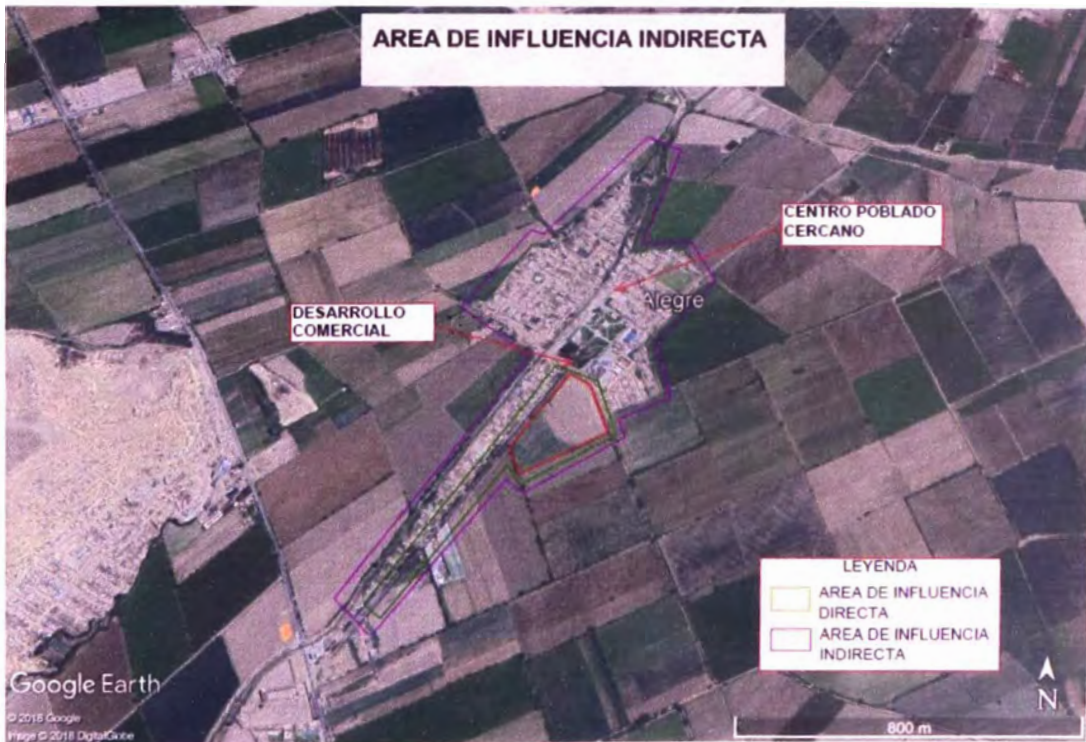 AREA DE INFLUENCIA INDIRECTA
CENTRO POBLADO
CERCANO
Alegre
DESARROLLO
COMERCIAL
LEYENDA
AREA DE INFLUENCIA
DIRECTA
AREA DE INFLUENCIA
INDIRECTA
Google Earth
© 2018 Google
Image © 2018 DigitalGlobe
N
800 m